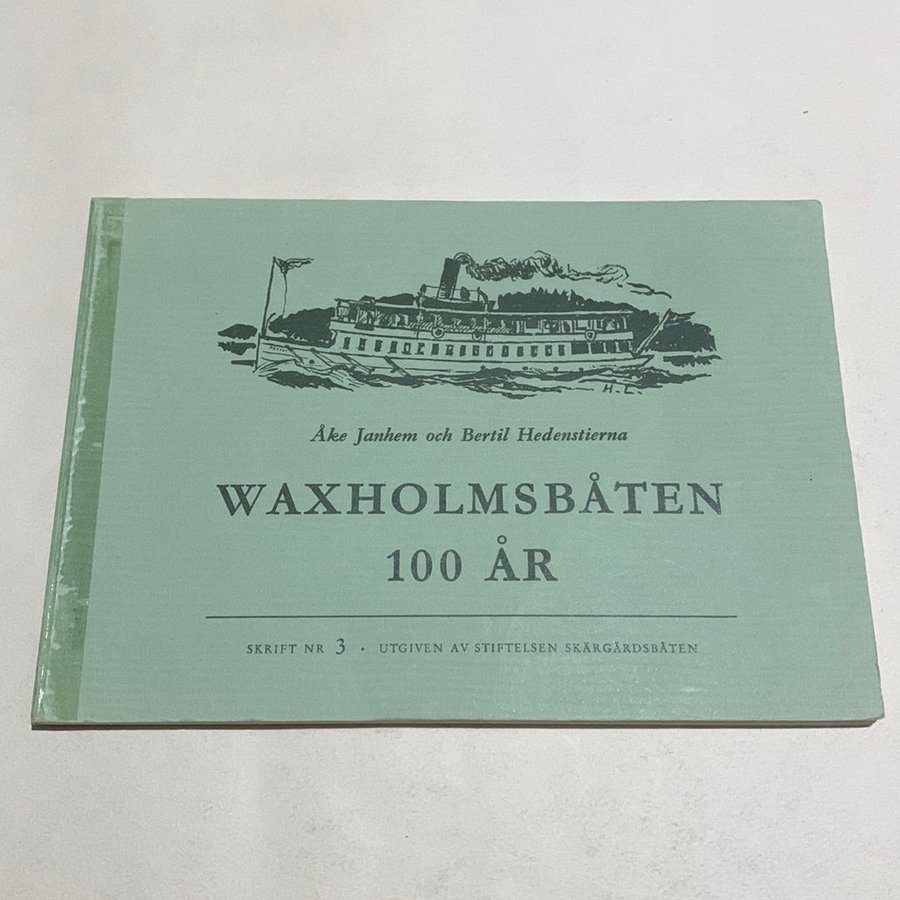 H-L.
Åke Janhem och Bertil Hedenstierna
WAXHOLMSBÅTEN
100 ÅR
SKRIFT NR 3 · UTGIVEN AV STIFTELSEN SKÄRGÅRDSBÅTEN